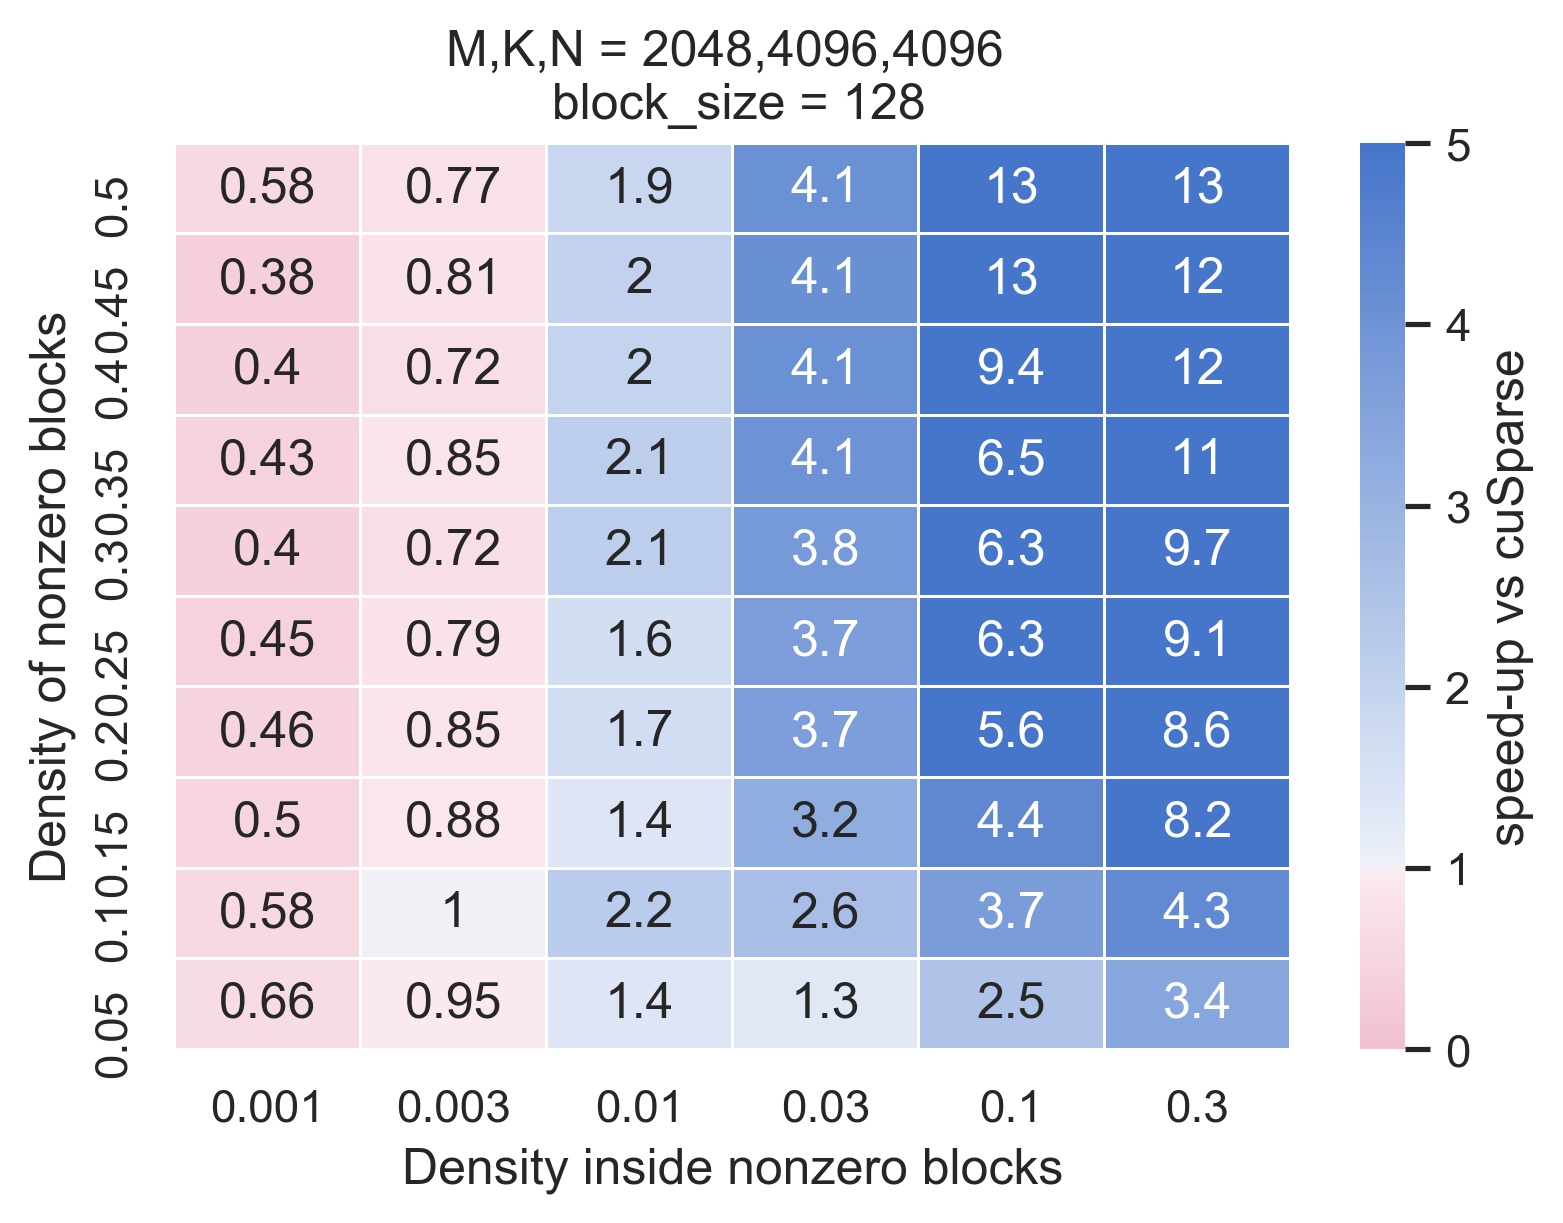 M,K,N = 2048,4096,4096
block_size = 128
Density of nonzero blocks
0.5 0.58 0.77 1.9 4.1 13 13
0.45 0.38 0.81 2 4.1 13 12
0.4 0.4 0.72 2 4.1 9.4 12
0.35 0.43 0.85 2.1 4.1 6.5 11
0.3 0.4 0.72 2.1 3.8 6.3 9.7
0.25 0.45 0.79 1.6 3.7 6.3 9.1
0.2 0.46 0.85 1.7 3.7 5.6 8.6
0.15 0.5 0.88 1.4 3.2 4.4 8.2
0.1 0.58 1 2.2 2.6 3.7 4.3
0.05 0.66 0.95 1.4 1.3 2.5 3.4
0.001 0.003 0.01 0.03 0.1 0.3
Density inside nonzero blocks
5
4
3
2
1
0
speed-up vs cuSparse